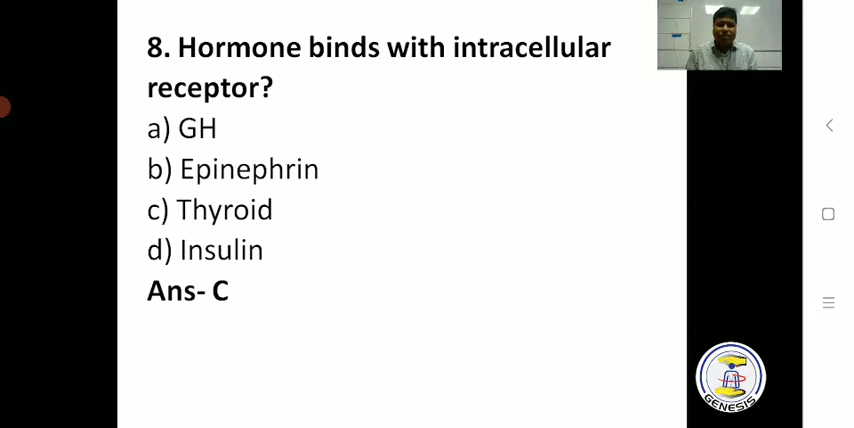 8. Hormone binds with intracellular
receptor?
a) GH
b) Epinephrin
c) Thyroid
d) Insulin
Ans- C
GENESIS